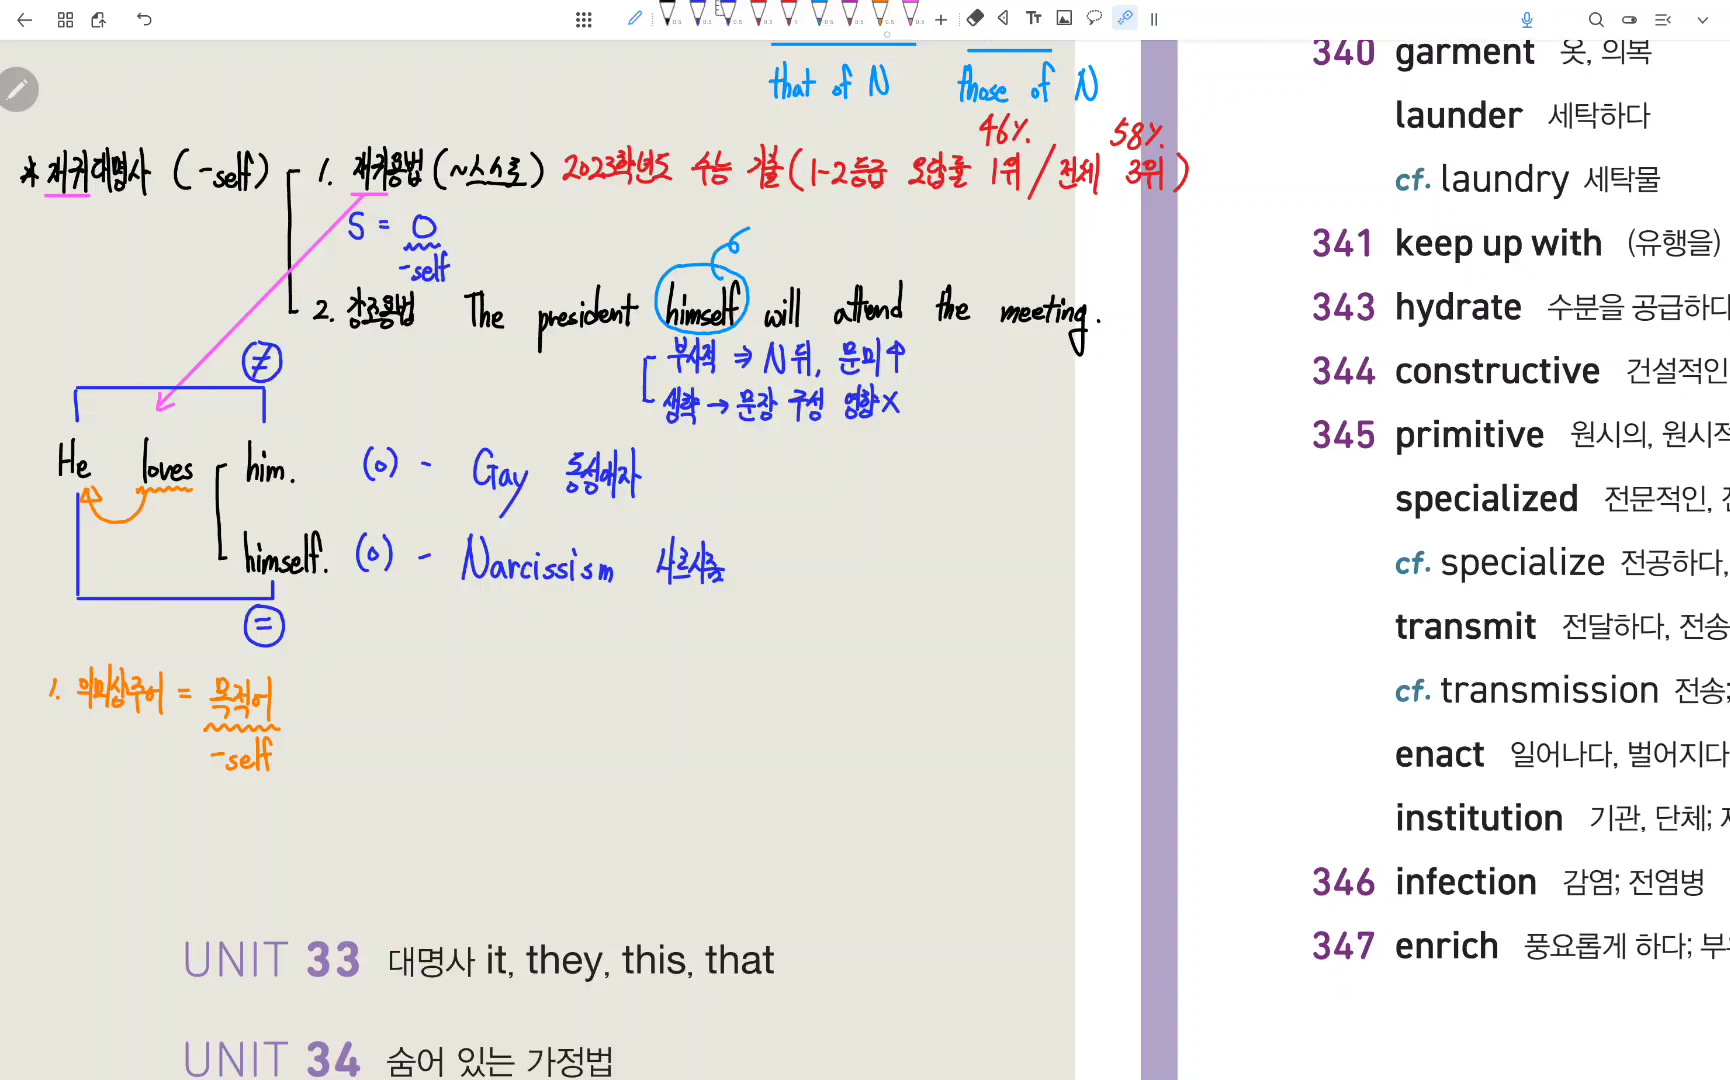 that of N those of N
46%. 58%.
* 재귀대명사 (-self) 1. 재귀용법 (~스스로) 2023학년도 수능 기출 (1-2등급 오답률 1위 / 전체 3위)
S = O
-self
2. 강조용법 The president himself will attend the meeting.
≠
부사적 ⇒ N뒤, 문미↑
생략 → 문장 구성 영향 X
He loves him. (o) - Gay 동성애자
himself. (o) - Narcissism 나르시즘
=
1. 의미상주어 = 목적어
-self
UNIT 33 대명사 it, they, this, that
UNIT 34 숨어 있는 가정법
340 garment 옷, 의복
launder 세탁하다
cf. laundry 세탁물
341 keep up with (유행을)
343 hydrate 수분을 공급하다
344 constructive 건설적인
345 primitive 원시의, 원시적
specialized 전문적인,
cf. specialize 전공하다,
transmit 전달하다, 전송
cf. transmission 전송;
enact 일어나다, 벌어지다
institution 기관, 단체;
346 infection 감염; 전염병
347 enrich 풍요롭게 하다; 부유